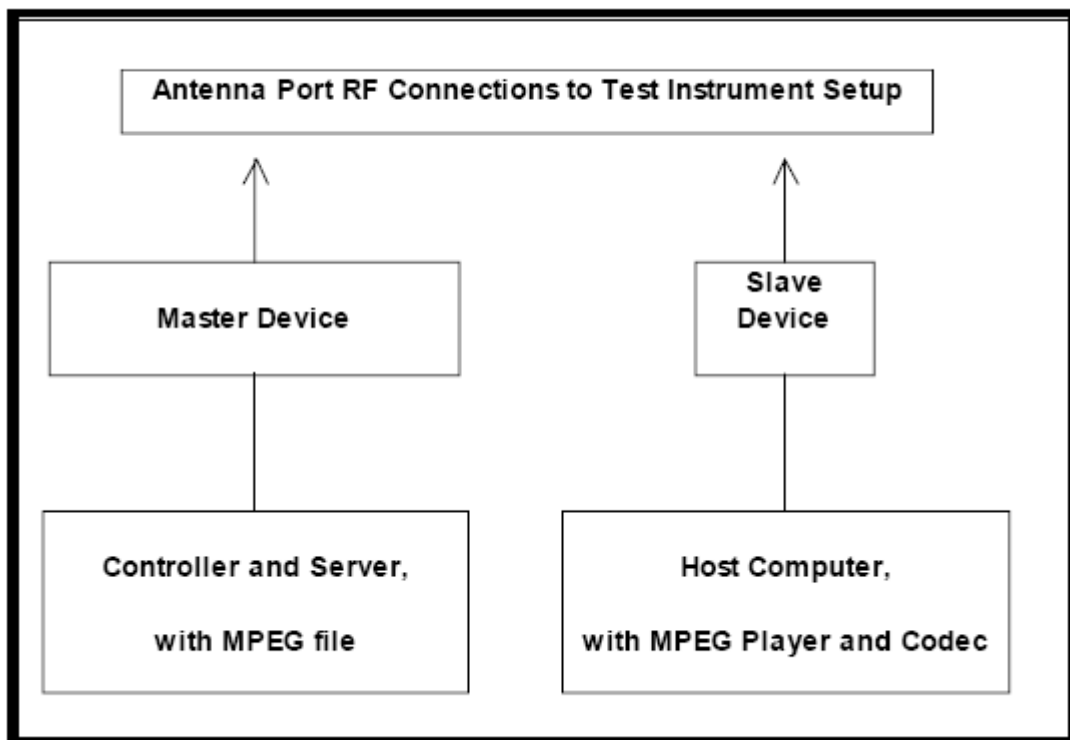 Antenna Port RF Connections to Test Instrument Setup
Master Device
Slave
Device
Controller and Server,
with MPEG file
Host Computer,
with MPEG Player and Codec